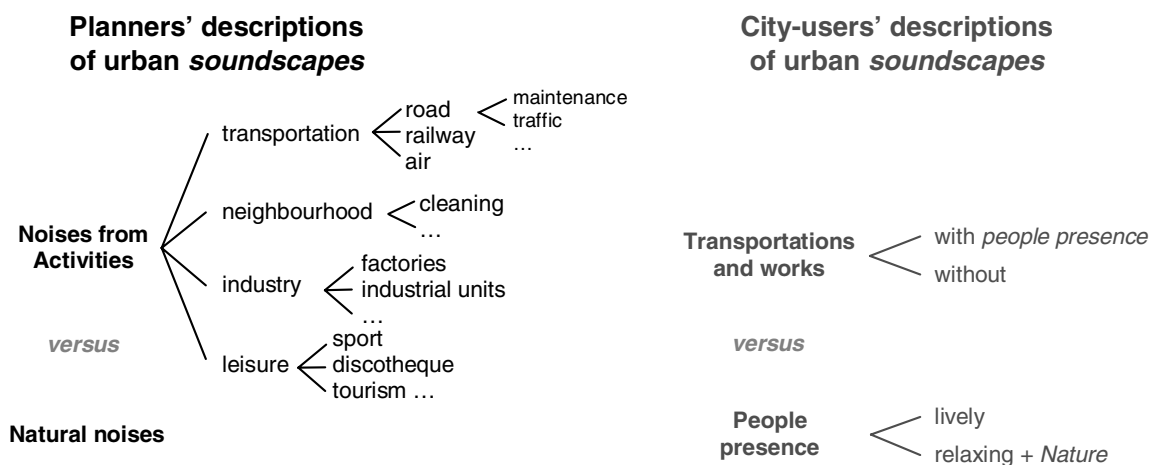 Planners’ descriptions
of urban soundscapes
transportation
road
railway
air
maintenance
traffic
…
Noises from
Activities
neighbourhood
cleaning
…
industry
factories
industrial units
…
leisure
sport
discotheque
tourism …
versus
Natural noises
City-users’ descriptions
of urban soundscapes
Transportations
and works
with people presence
without
versus
People
presence
lively
relaxing + Nature